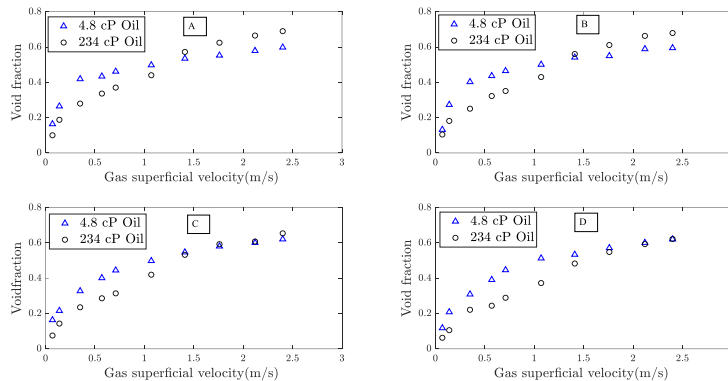 0.8
4.8 cP Oil
234 cP Oil
A
0.6
0.4
0.2
0
Void fraction
0 0.5 1 1.5 2 2.5 3
Gas superficial velocity(m/s)
0.8
4.8 cP Oil
234 cP Oil
B
0.6
0.4
0.2
0
Void fraction
0 0.5 1 1.5 2 2.5
Gas superficial velocity(m/s)
0.8
4.8 cP Oil
234 cP Oil
C
0.6
0.4
0.2
0
Voidfraction
0 0.5 1 1.5 2 2.5 3
Gas superficial velocity(m/s)
0.8
4.8 cP Oil
234 cP Oil
D
0.6
0.4
0.2
0
Void fraction
0 0.5 1 1.5 2 2.5
Gas superficial velocity(m/s)